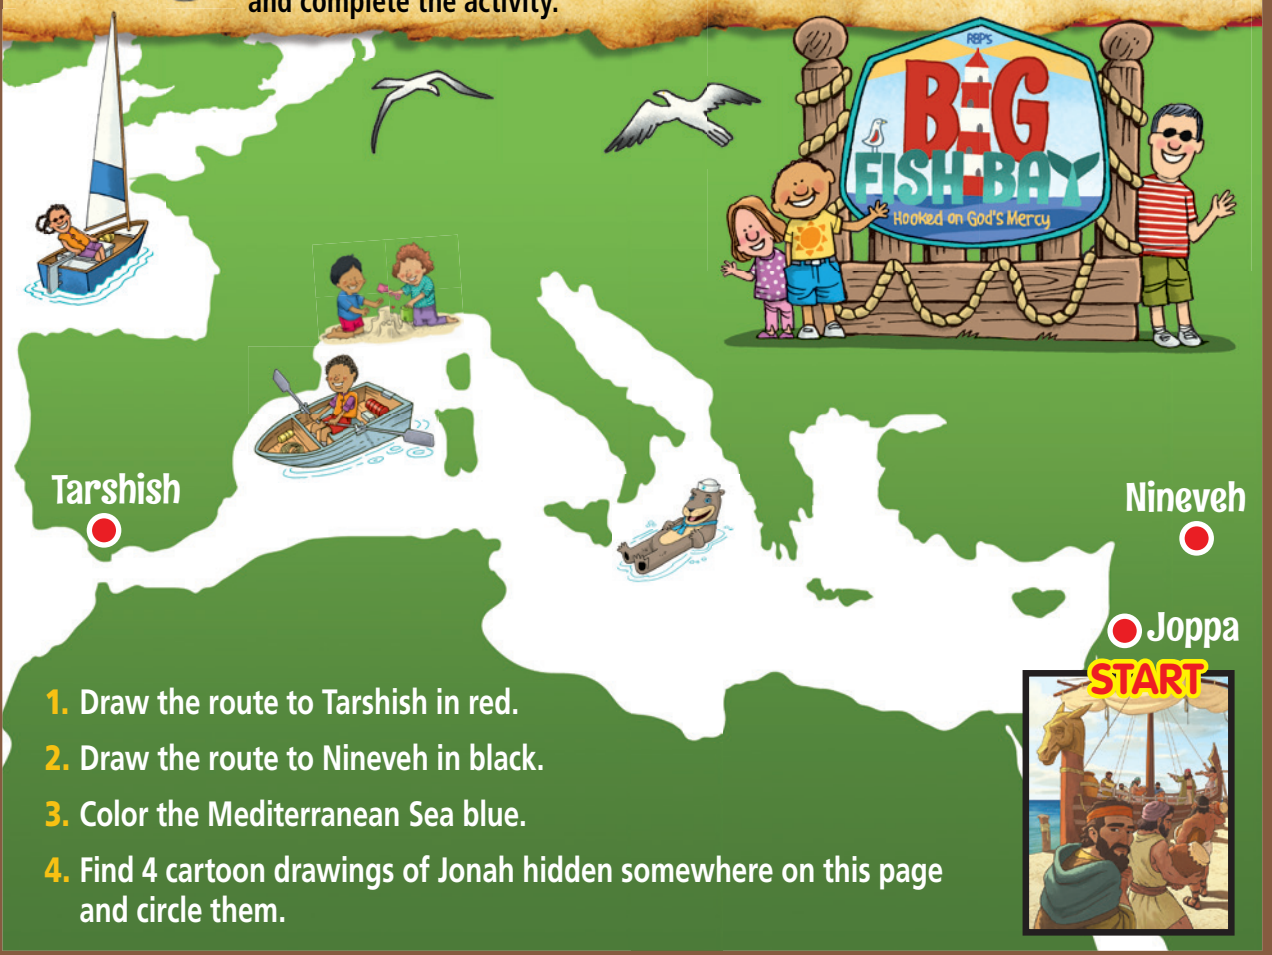 and complete the activity.
RBP'S
BIG
FISH BAY
Hooked on God's Mercy
Tarshish
Nineveh
Joppa
START
1. Draw the route to Tarshish in red.
2. Draw the route to Nineveh in black.
3. Color the Mediterranean Sea blue.
4. Find 4 cartoon drawings of Jonah hidden somewhere on this page
and circle them.